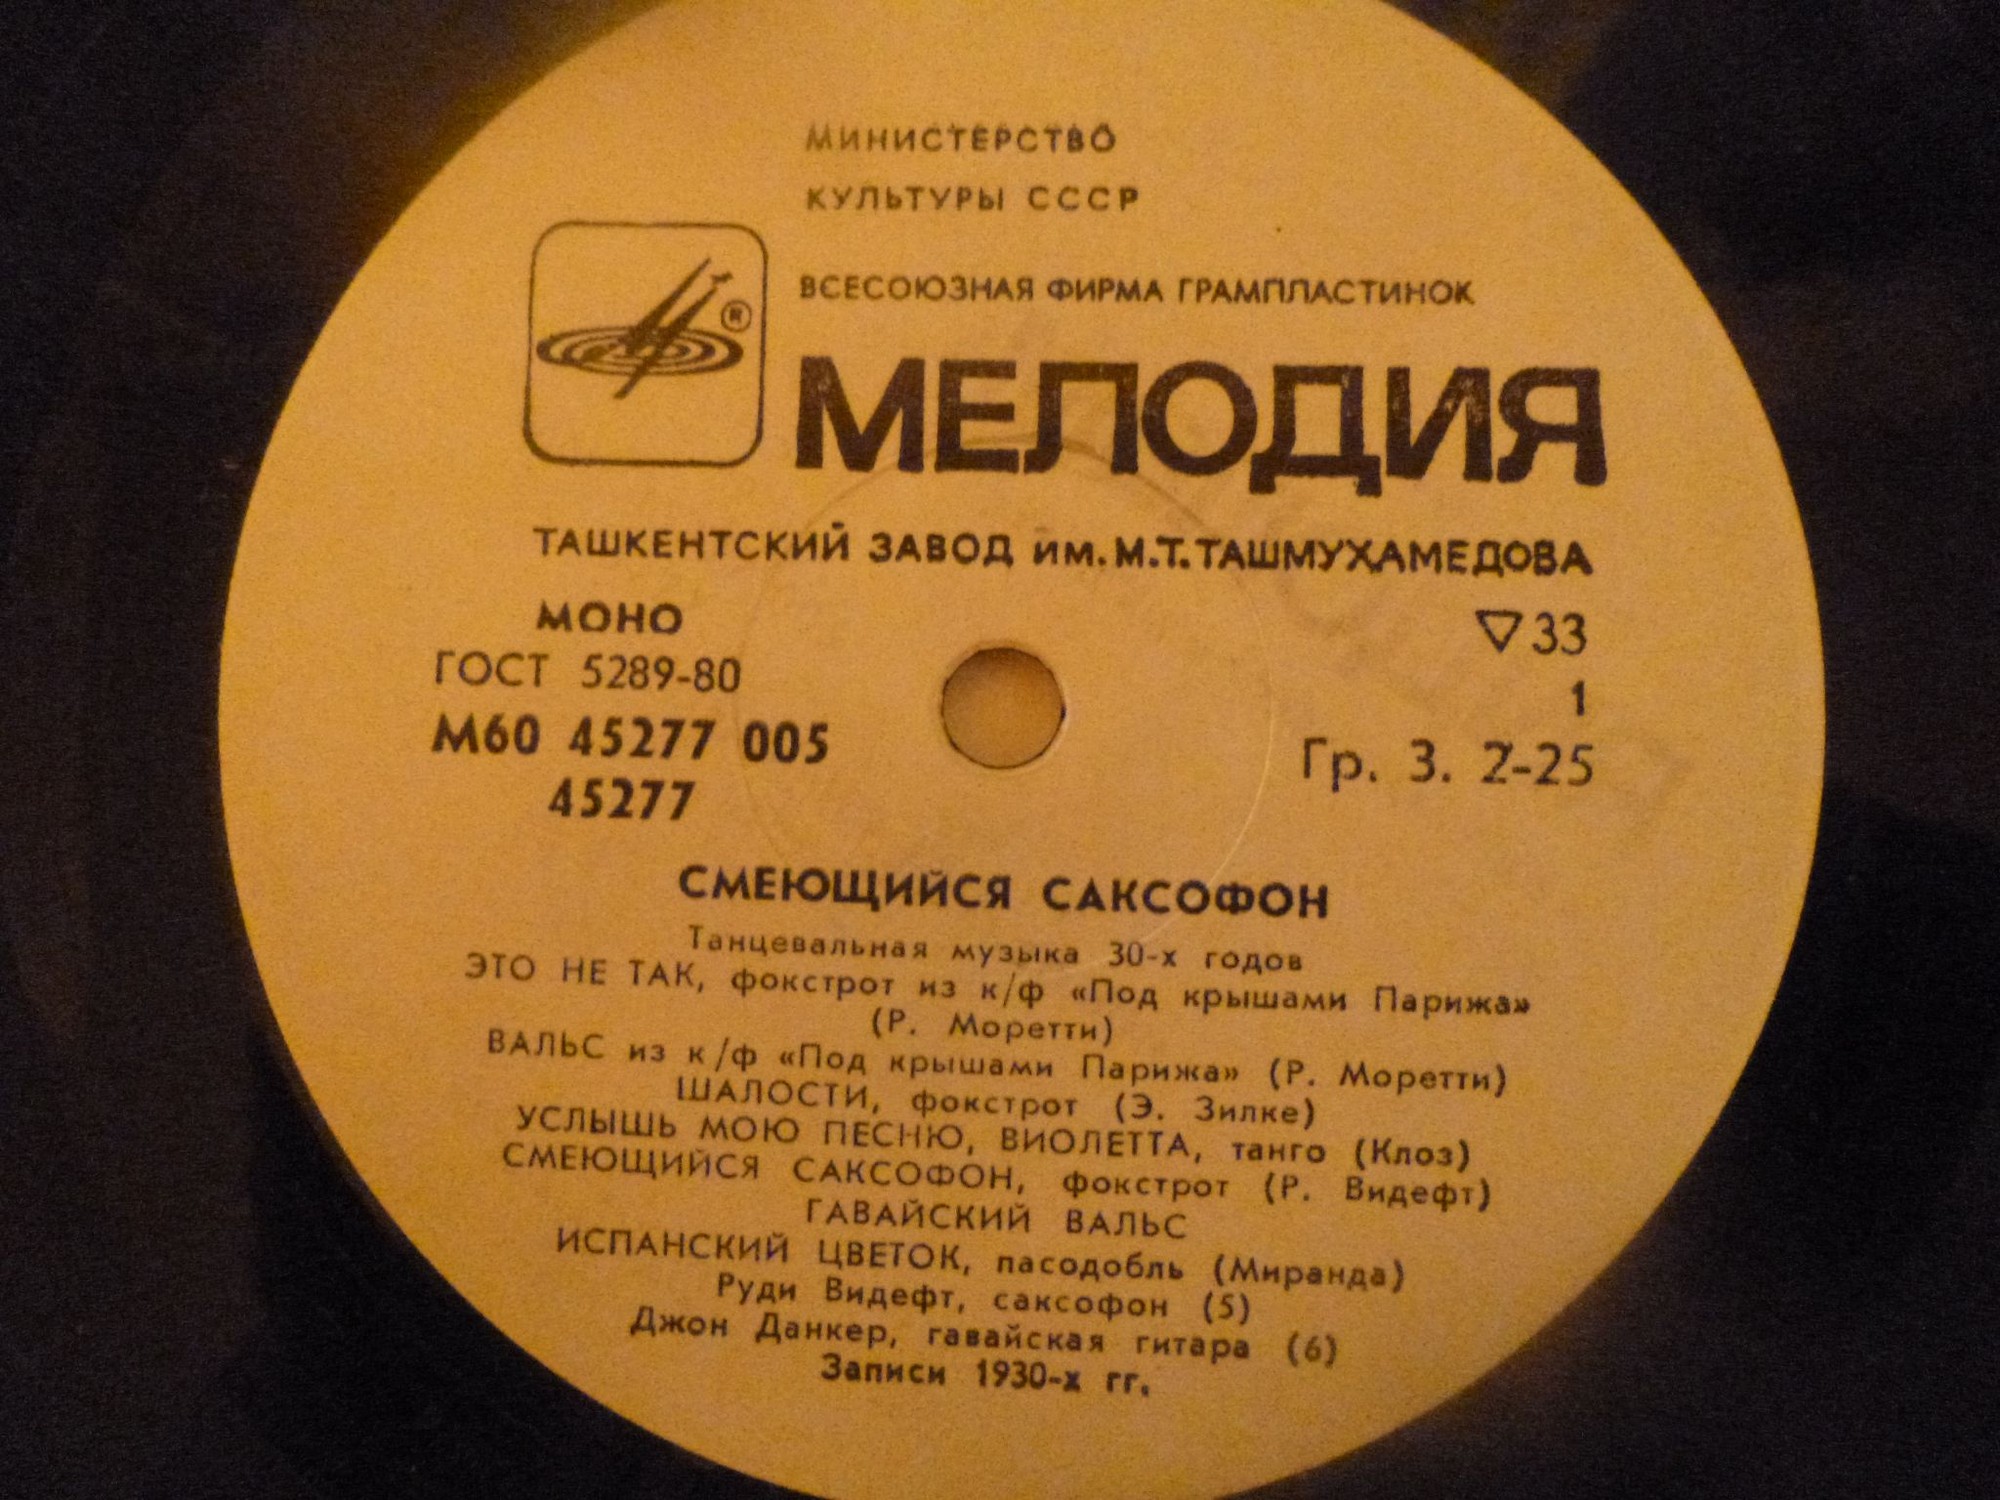 МИНИСТЕРСТВО
КУЛЬТУРЫ СССР
ВСЕСОЮЗНАЯ ФИРМА ГРАМПЛАСТИНОК
®
МЕЛОДИЯ
ТАШКЕНТСКИЙ ЗАВОД им. М.Т. ТАШМУХАМЕДОВА
МОНО
▽33
ГОСТ 5289-80
1
М60 45277 005
Гр. 3. 2-25
45277
СМЕЮЩИЙСЯ САКСОФОН
Танцевальная музыка 30-х годов
ЭТО НЕ ТАК, фокстрот из к/ф «Под крышами Парижа»
(Р. Моретти)
ВАЛЬС из к/ф «Под крышами Парижа» (Р. Моретти)
ШАЛОСТИ, фокстрот (Э. Зилке)
УСЛЫШЬ МОЮ ПЕСНЮ, ВИОЛЕТТА, танго (Клоз)
СМЕЮЩИЙСЯ САКСОФОН, фокстрот (Р. Видефт)
ГАВАЙСКИЙ ВАЛЬС
ИСПАНСКИЙ ЦВЕТОК, пасодобль (Миранда)
Руди Видефт, саксофон (5)
Джон Данкер, гавайская гитара (6)
Записи 1930-х гг.